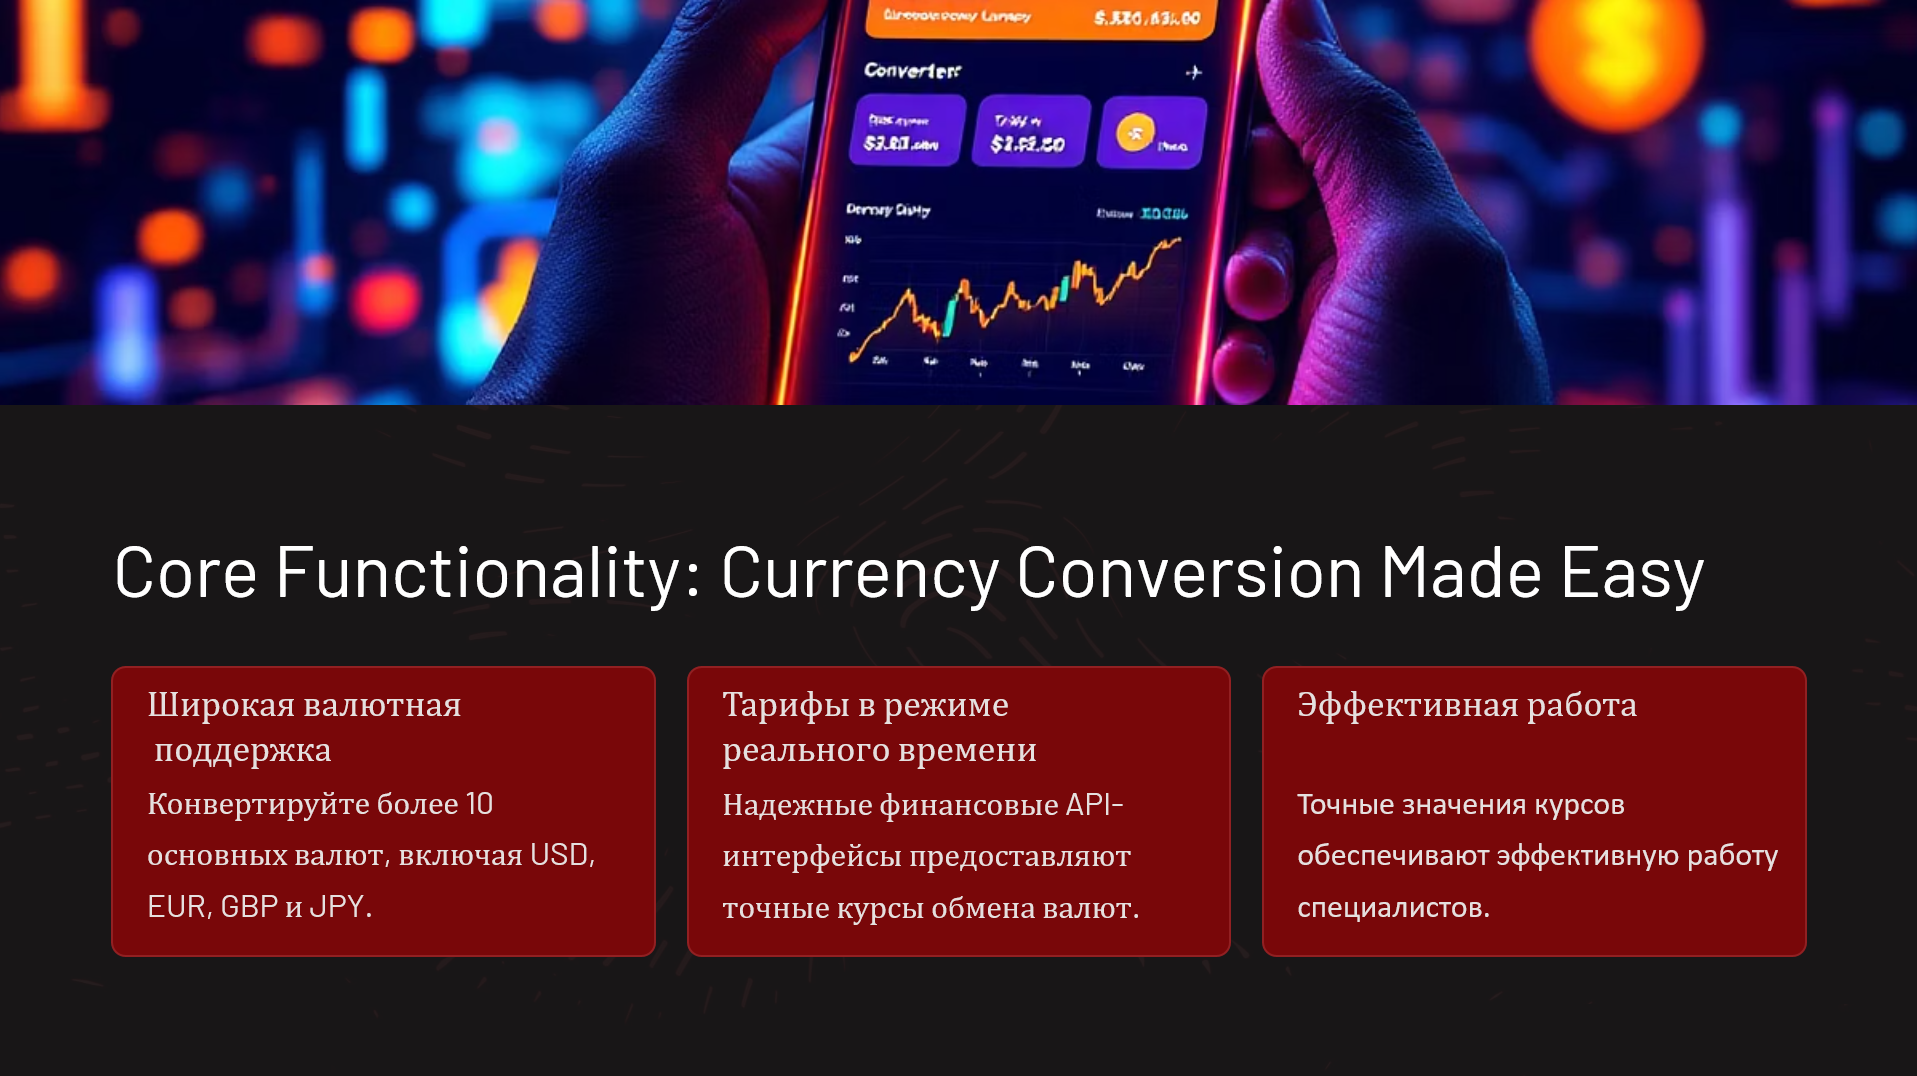 Converterr
Core Functionality: Currency Conversion Made Easy
Широкая валютная
поддержка
Конвертируйте более 10
основных валют, включая USD,
EUR, GBP и JPY.
Тарифы в режиме
реального времени
Надежные финансовые API-
интерфейсы предоставляют
точные курсы обмена валют.
Эффективная работа
Точные значения курсов
обеспечивают эффективную работу
специалистов.